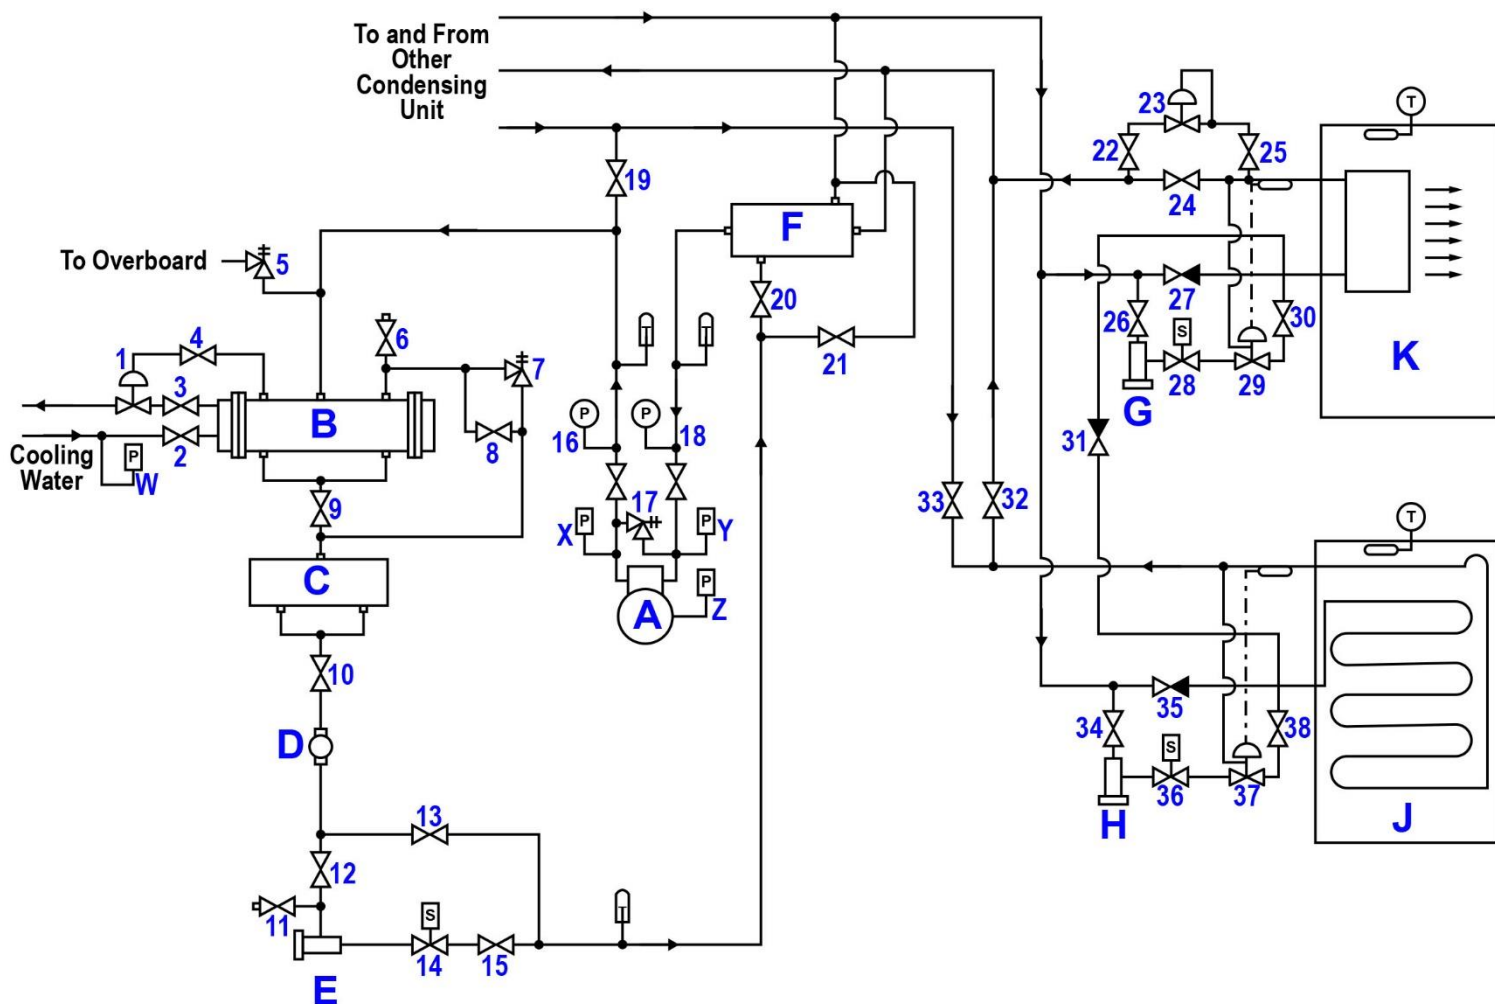 To and From
Other
Condensing
Unit
23
T
22
25
19
24
F
To Overboard
5
20
26
27
30
K
4
6
S
1
21
3
7
28
29
G
B
P
P
16
18
31
2
8
Cooling
Water
P
W
17
33
32
9
P
X
P
Y
T
C
A
P
Z
10
34
35
38
D
S
36
37
H
J
13
12
T
11
S
14
15
E
T
T